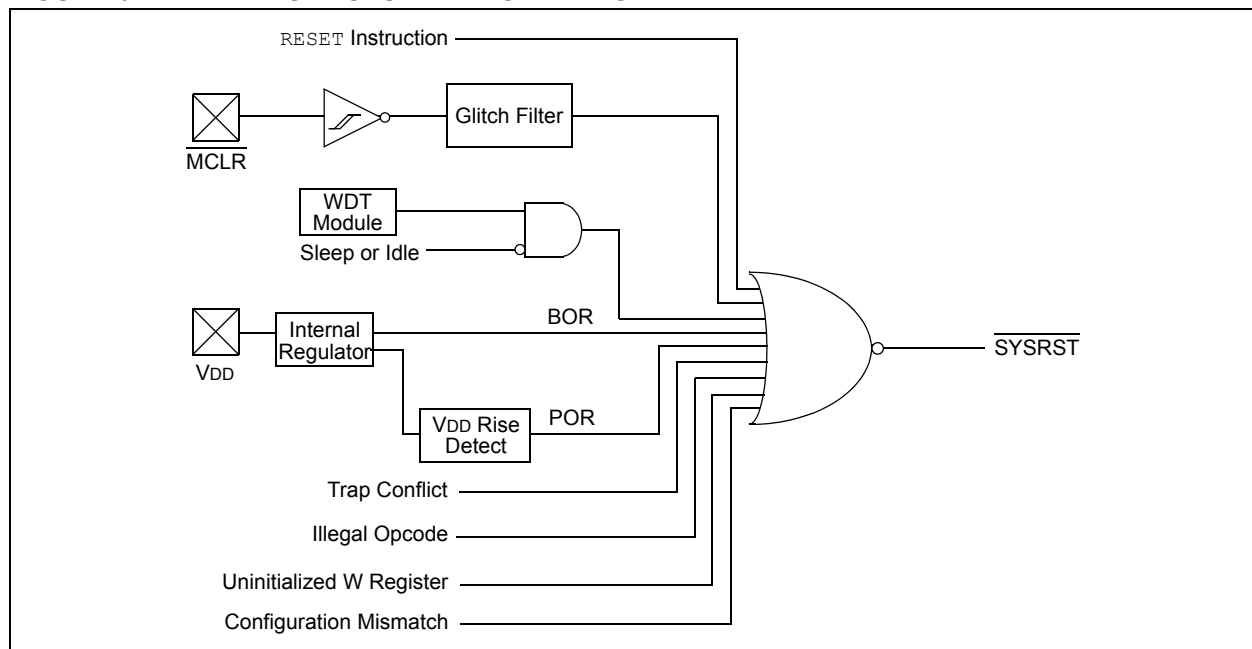 RESET Instruction
Glitch Filter
MCLR
WDT
Module
Sleep or Idle
BOR
Internal
Regulator
SYSRST
VDD
VDD Rise
Detect
POR
Trap Conflict
Illegal Opcode
Uninitialized W Register
Configuration Mismatch